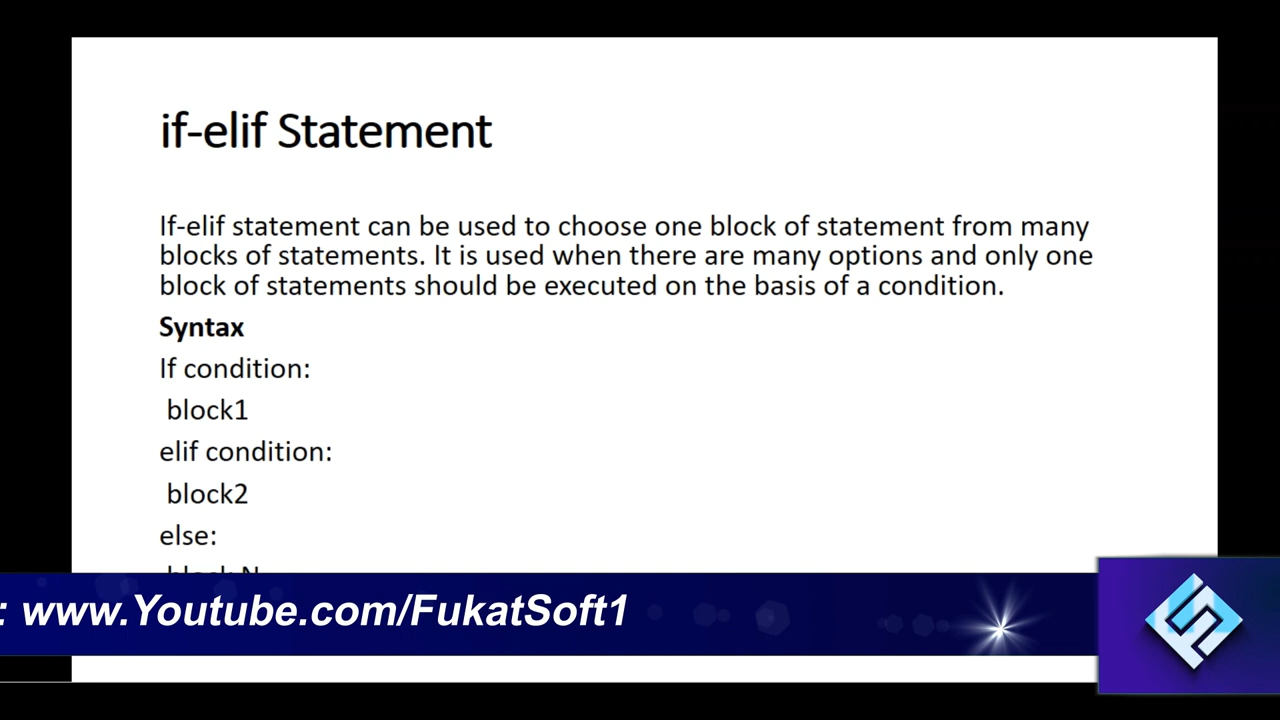 if-elif Statement
If-elif statement can be used to choose one block of statement from many
blocks of statements. It is used when there are many options and only one
block of statements should be executed on the basis of a condition.
Syntax
If condition:
block1
elif condition:
block2
else:
block N
: www.Youtube.com/FukatSoft1